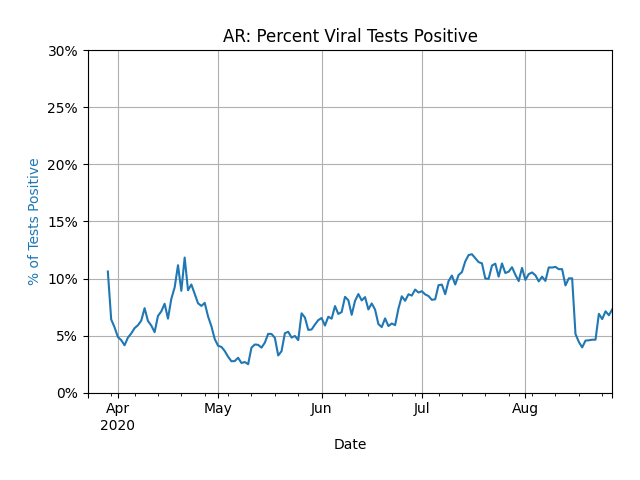 AR: Percent Viral Tests Positive
30%
25%
20%
15%
10%
5%
0%
% of Tests Positive
Apr
2020
May
Jun
Jul
Aug
Date